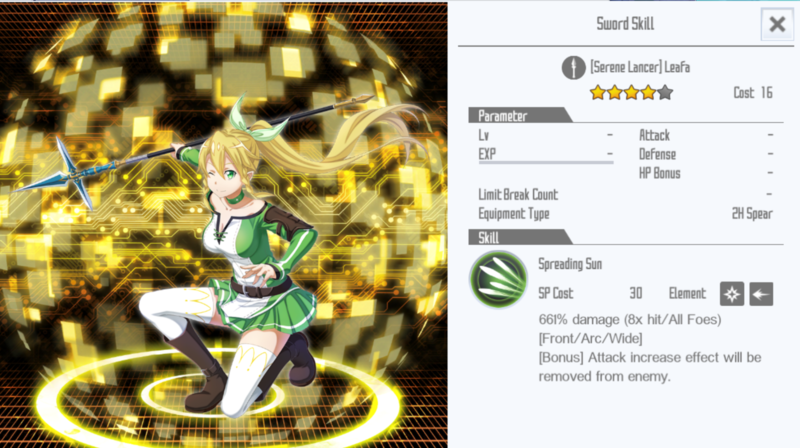 Sword Skill
[Serene Lancer] Leafa
Cost 16
Parameter
Lv - Attack -
EXP - Defense -
HP Bonus -
Limit Break Count -
Equipment Type 2H Spear
Skill
Spreading Sun
SP Cost 30 Element
661% damage (8x hit/All Foes)
[Front/Arc/Wide]
[Bonus] Attack increase effect will be
removed from enemy.